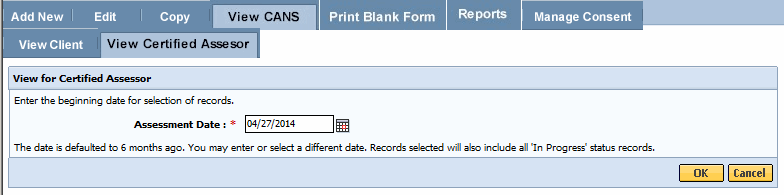 Add New Edit Copy View CANS Print Blank Form Reports Manage Consent
View Client View Certified Assesor
View for Certified Assessor
Enter the beginning date for selection of records.
Assessment Date : * 04/27/2014
The date is defaulted to 6 months ago. You may enter or select a different date. Records selected will also include all 'In Progress' status records.
OK Cancel